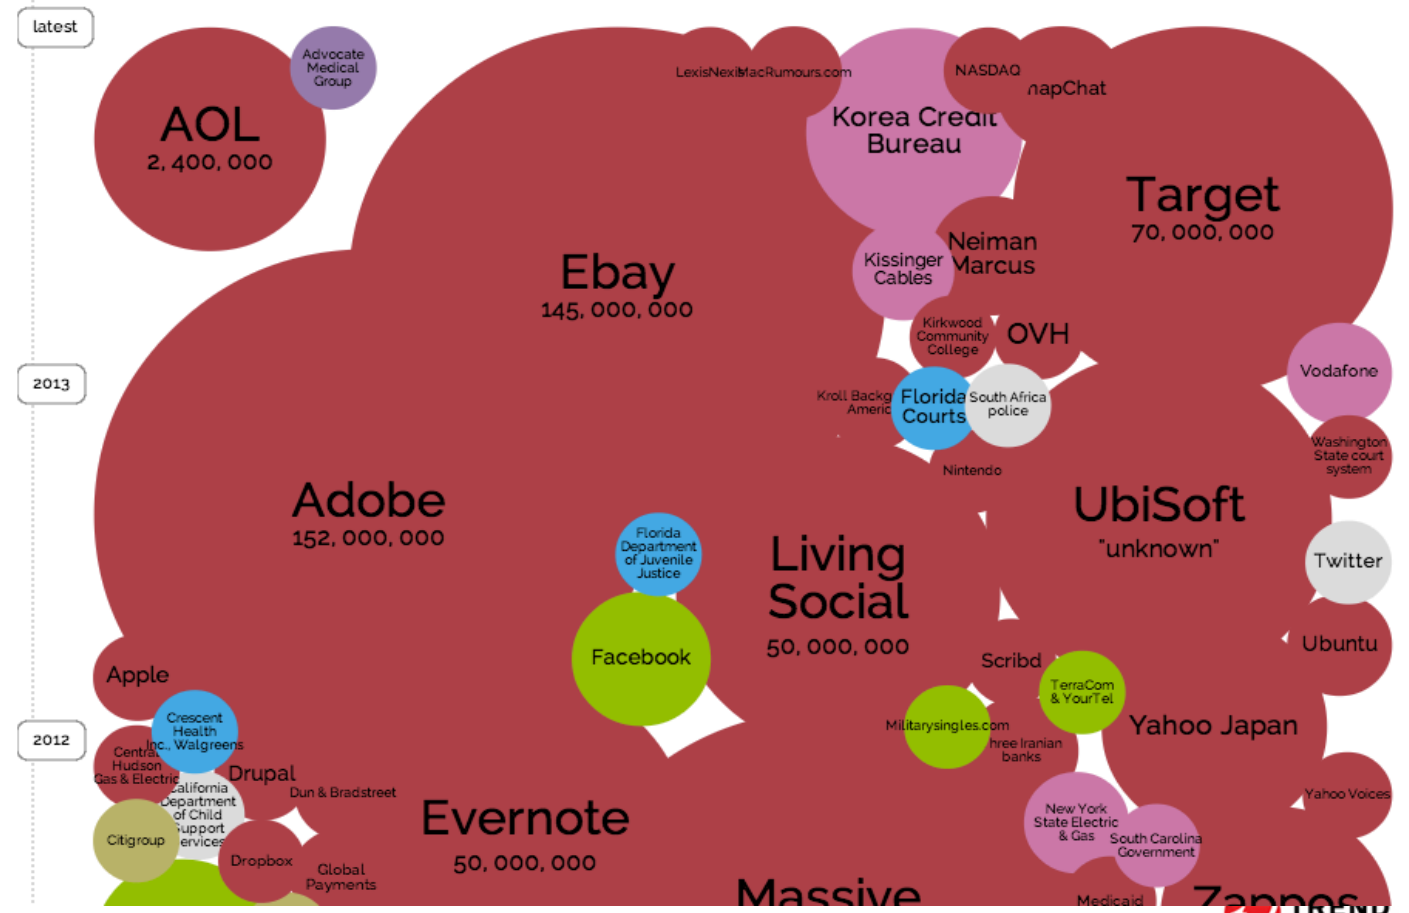 latest
AOL
2, 400, 000
Advocate
Medical
Group
LexisNexis
MacRumours.com
Korea Credit
Bureau
NASDAQ
napChat
Target
70, 000, 000
Ebay
145, 000, 000
Kissinger
Cables
Neiman
Marcus
Kirkwood
Community
College
OVH
2013
Vodafone
Kroll Backg
Americ
Florida
Courts
South Africa
police
Washington
State court
system
Nintendo
Adobe
152, 000, 000
UbiSoft
"unknown"
Florida
Department
of Juvenile
Justice
Living
Social
50, 000, 000
Twitter
Facebook
Ubuntu
Scribd
Apple
TerraCom
& YourTel
2012
Crescent
Health
Inc., Walgreens
Militarysingles.com
hree Iranian
banks
Yahoo Japan
Central
Hudson
Gas & Electric
Drupal
Dun & Bradstreet
California
Department
of Child
Support
Services
Yahoo Voices
Evernote
50, 000, 000
New York
State Electric
& Gas
South Carolina
Government
Citigroup
Dropbox
Global
Payments
Massive
Medicaid
Zappos
TREND